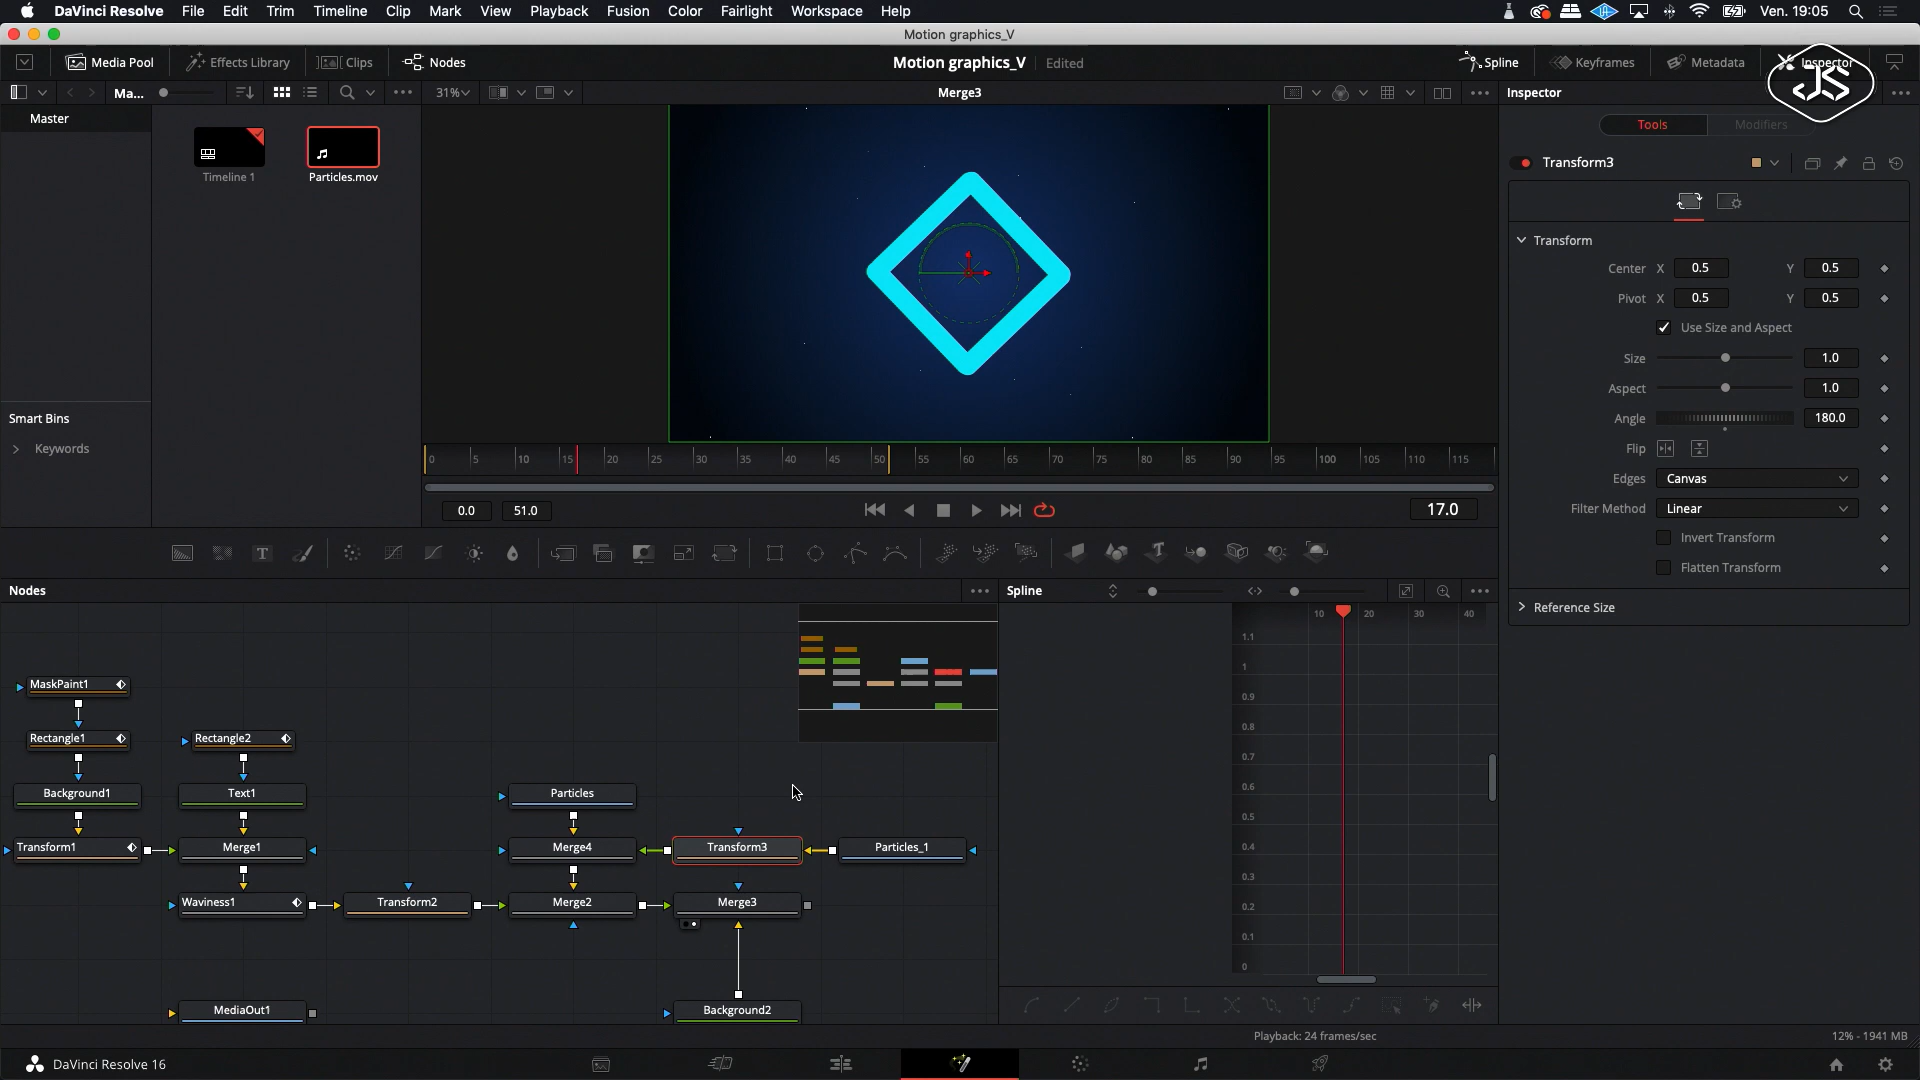 DaVinci Resolve File Edit Trim Timeline Clip Mark View Playback Fusion Color Fairlight Workspace Help Ven. 19:05
Motion graphics_V
Media Pool Effects Library Clips Nodes Motion graphics_V Edited Spline Keyframes Metadata Inspector
JS
Ma... 31% Merge3 Inspector
Master
Tools Modifiers
Timeline 1 Particles.mov
Transform3
Transform
Center X 0.5 Y 0.5
Pivot X 0.5 Y 0.5
Use Size and Aspect
Size 1.0
Aspect 1.0
Angle 180.0
Smart Bins
Keywords
Flip
Edges Canvas
Filter Method Linear
Invert Transform
Flatten Transform
Reference Size
0 5 10 15 20 25 30 35 40 45 50 55 60 65 70 75 80 85 90 95 100 105 110 115
0.0 51.0 17.0
T T
Nodes Spline
10 20 30 40
1.1
1
0.9
0.8
0.7
0.6
0.5
0.4
0.3
0.2
0.1
0
MaskPaint1
Rectangle1 Rectangle2
Background1 Text1 Particles
Transform1 Merge1 Merge4 Transform3 Particles_1
Waviness1 Transform2 Merge2 Merge3
MediaOut1 Background2
Playback: 24 frames/sec 12% - 1941 MB
DaVinci Resolve 16